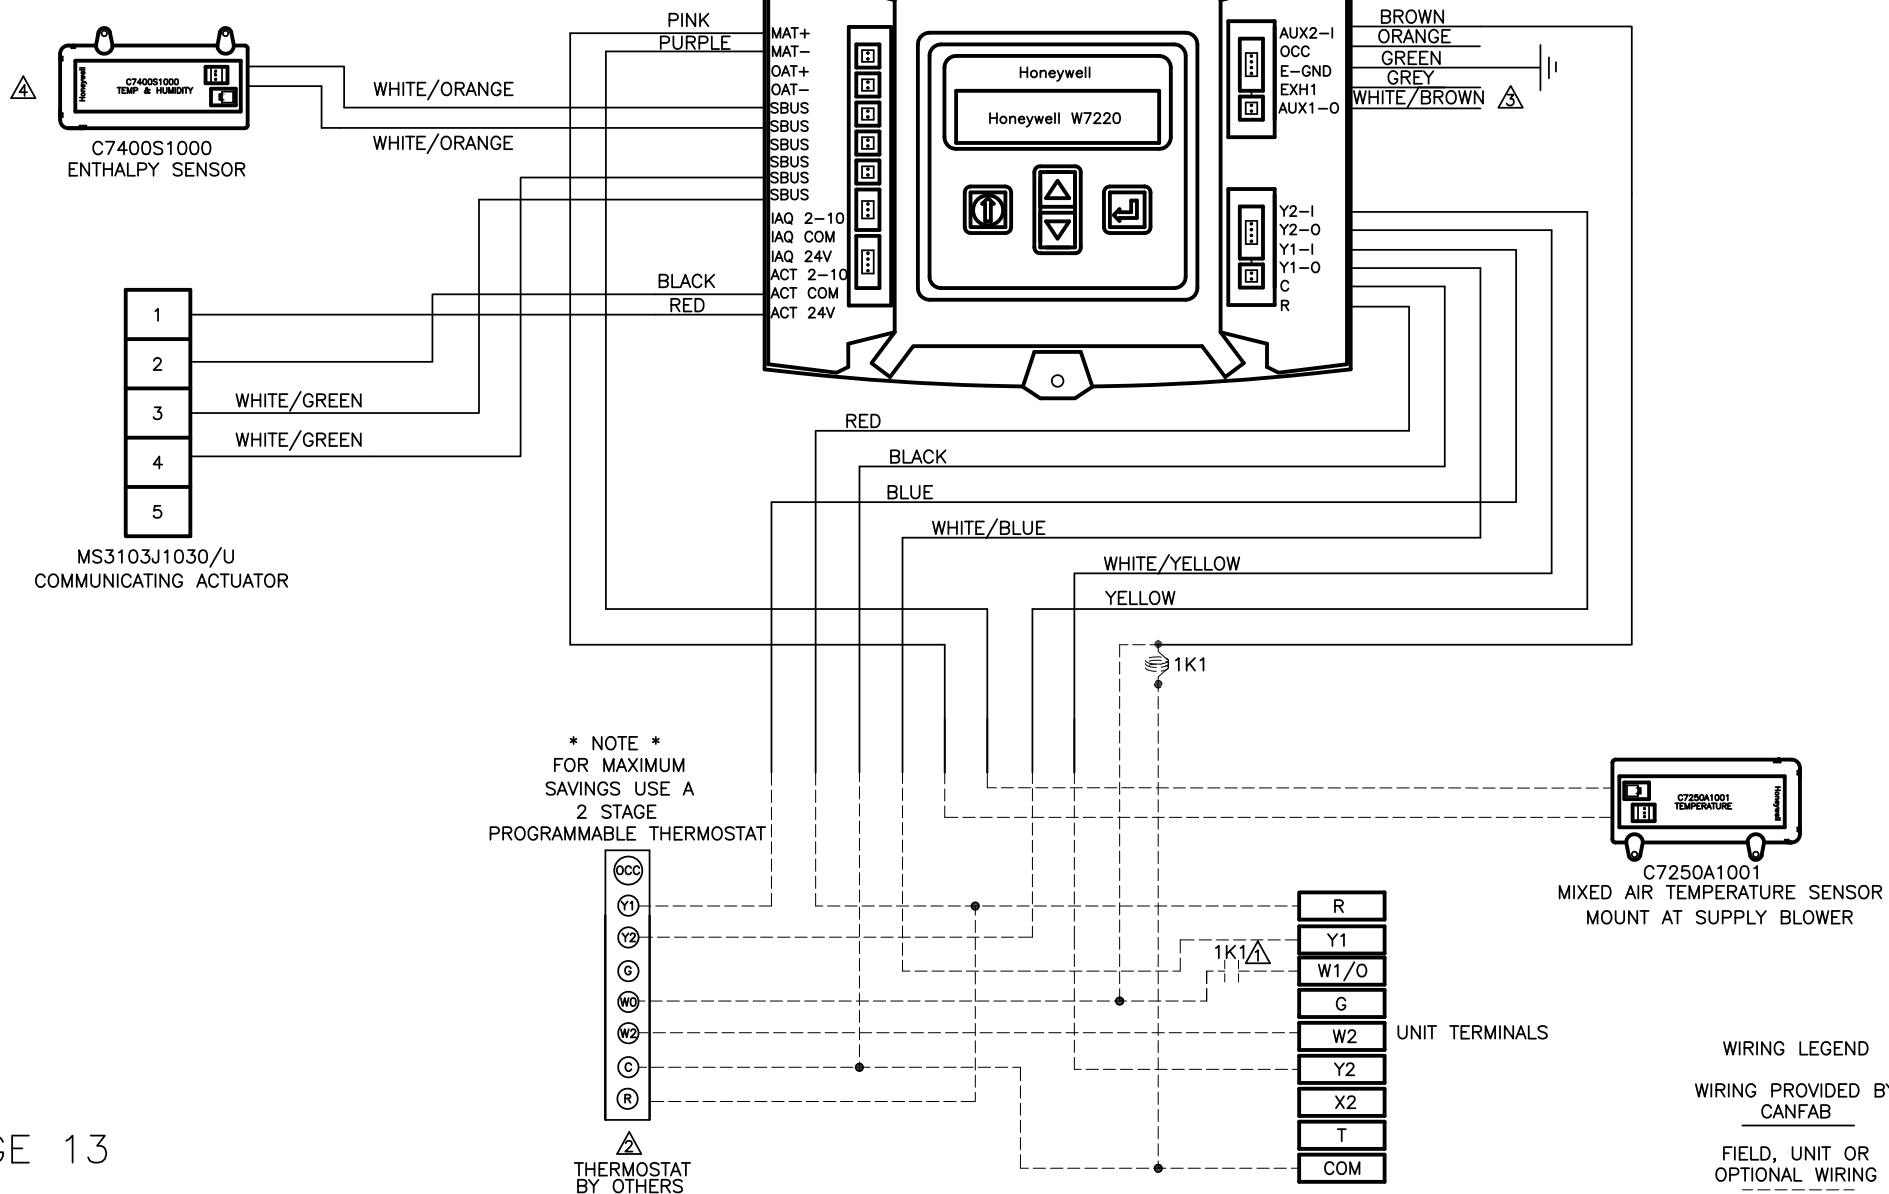 Honeywell
C7400S1000
TEMP & HUMIDITY
4
C7400S1000
ENTHALPY SENSOR
WHITE/ORANGE
WHITE/ORANGE
PINK
PURPLE
MAT+
MAT-
OAT+
OAT-
SBUS
SBUS
SBUS
SBUS
SBUS
SBUS
IAQ 2-10
IAQ COM
IAQ 24V
ACT 2-10
ACT COM
ACT 24V
BLACK
RED
Honeywell
Honeywell W7220
AUX2-I
OCC
E-GND
EXH1
AUX1-O
BROWN
ORANGE
GREEN
GREY
WHITE/BROWN
3
Y2-I
Y2-O
Y1-I
Y1-O
C
R
1
2
3
4
5
WHITE/GREEN
WHITE/GREEN
MS3103J1030/U
COMMUNICATING ACTUATOR
RED
BLACK
BLUE
WHITE/BLUE
WHITE/YELLOW
YELLOW
1K1
* NOTE *
FOR MAXIMUM
SAVINGS USE A
2 STAGE
PROGRAMMABLE THERMOSTAT
OCC
Y1
Y2
G
WO
W2
C
R
2
THERMOSTAT
BY OTHERS
C7250A1001
TEMPERATURE
Honeywell
C7250A1001
MIXED AIR TEMPERATURE SENSOR
MOUNT AT SUPPLY BLOWER
1K1
1
R
Y1
W1/O
G
W2
Y2
X2
T
COM
UNIT TERMINALS
WIRING LEGEND
WIRING PROVIDED BY
CANFAB
FIELD, UNIT OR
OPTIONAL WIRING
GE 13